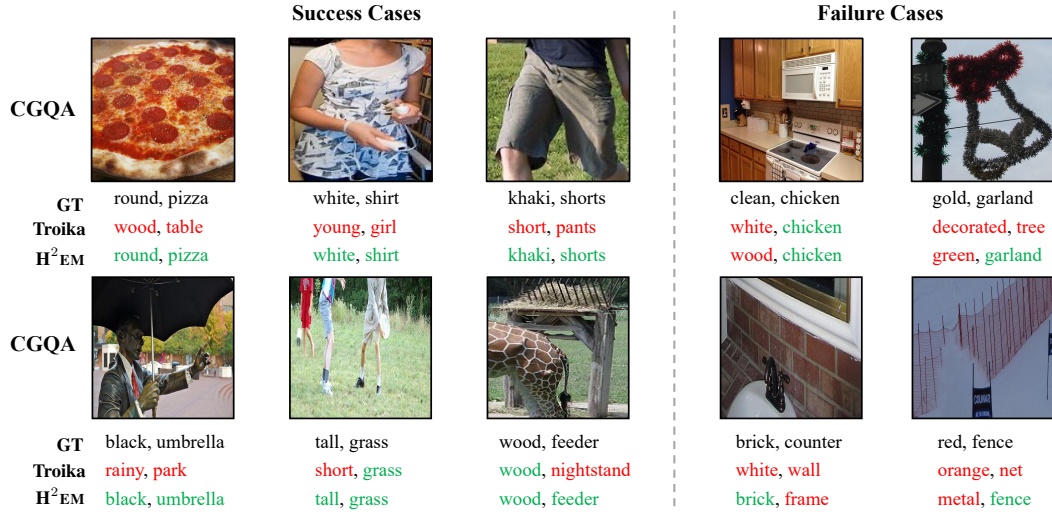 Success Cases
Failure Cases
CGQA
GT
round, pizza
white, shirt
khaki, shorts
clean, chicken
gold, garland
Troika
wood, table
young, girl
short, pants
white, chicken
decorated, tree
H²EM
round, pizza
white, shirt
khaki, shorts
wood, chicken
green, garland
CGQA
GT
black, umbrella
tall, grass
wood, feeder
brick, counter
red, fence
Troika
rainy, park
short, grass
wood, nightstand
white, wall
orange, net
H²EM
black, umbrella
tall, grass
wood, feeder
brick, frame
metal, fence